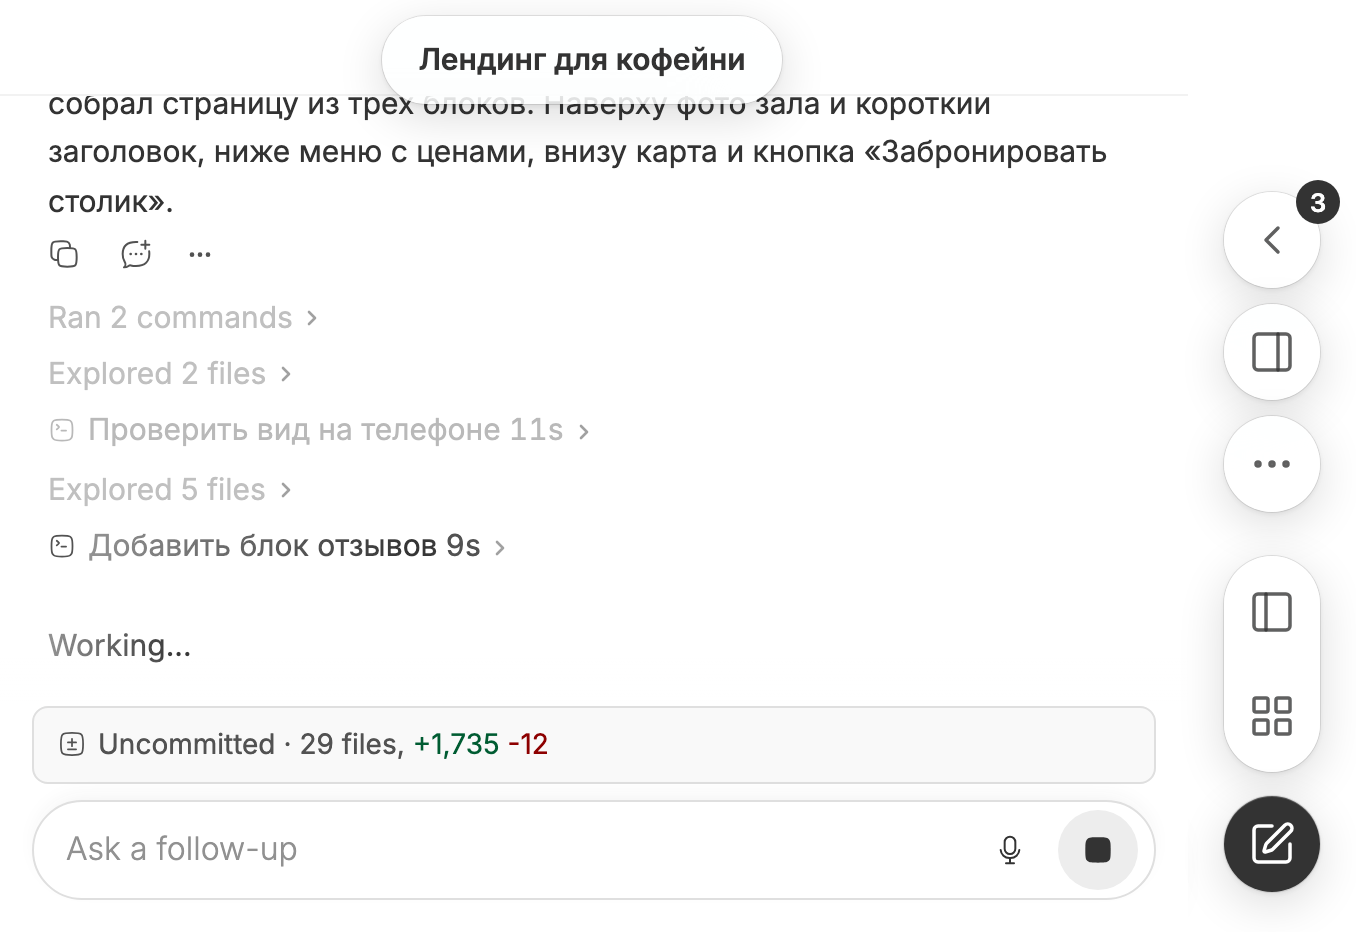 Лендинг для кофейни
собрал страницу из трех блоков. Наверху фото зала и короткий
заголовок, ниже меню с ценами, внизу карта и кнопка «Забронировать
столик».
3
Ran 2 commands
Explored 2 files
Проверить вид на телефоне 11s
Explored 5 files
Добавить блок отзывов 9s
Working...
Uncommitted · 29 files, +1,735 -12
Ask a follow-up